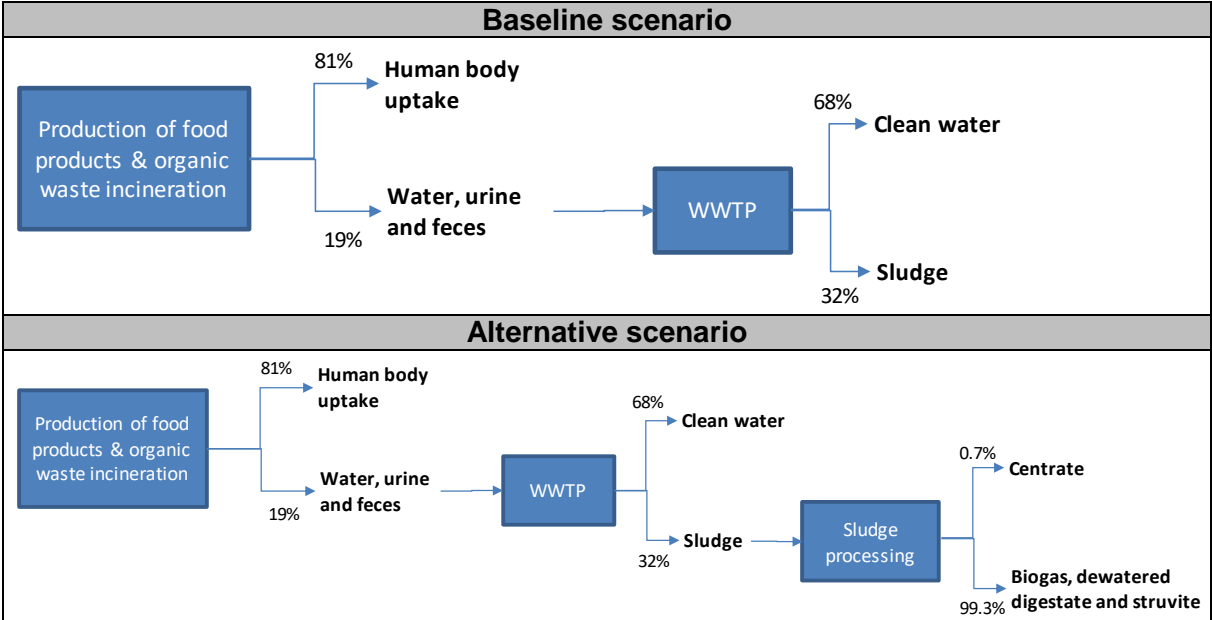 Baseline scenario
81%
Human body
uptake
Production of food
products & organic
waste incineration
19%
Water, urine
and feces
WWTP
68%
Clean water
32%
Sludge
Alternative scenario
81%
Human body
uptake
Production of food
products & organic
waste incineration
19%
Water, urine
and feces
WWTP
68%
Clean water
32%
Sludge
Sludge
processing
0.7%
Centrate
99.3%
Biogas, dewatered
digestate and struvite